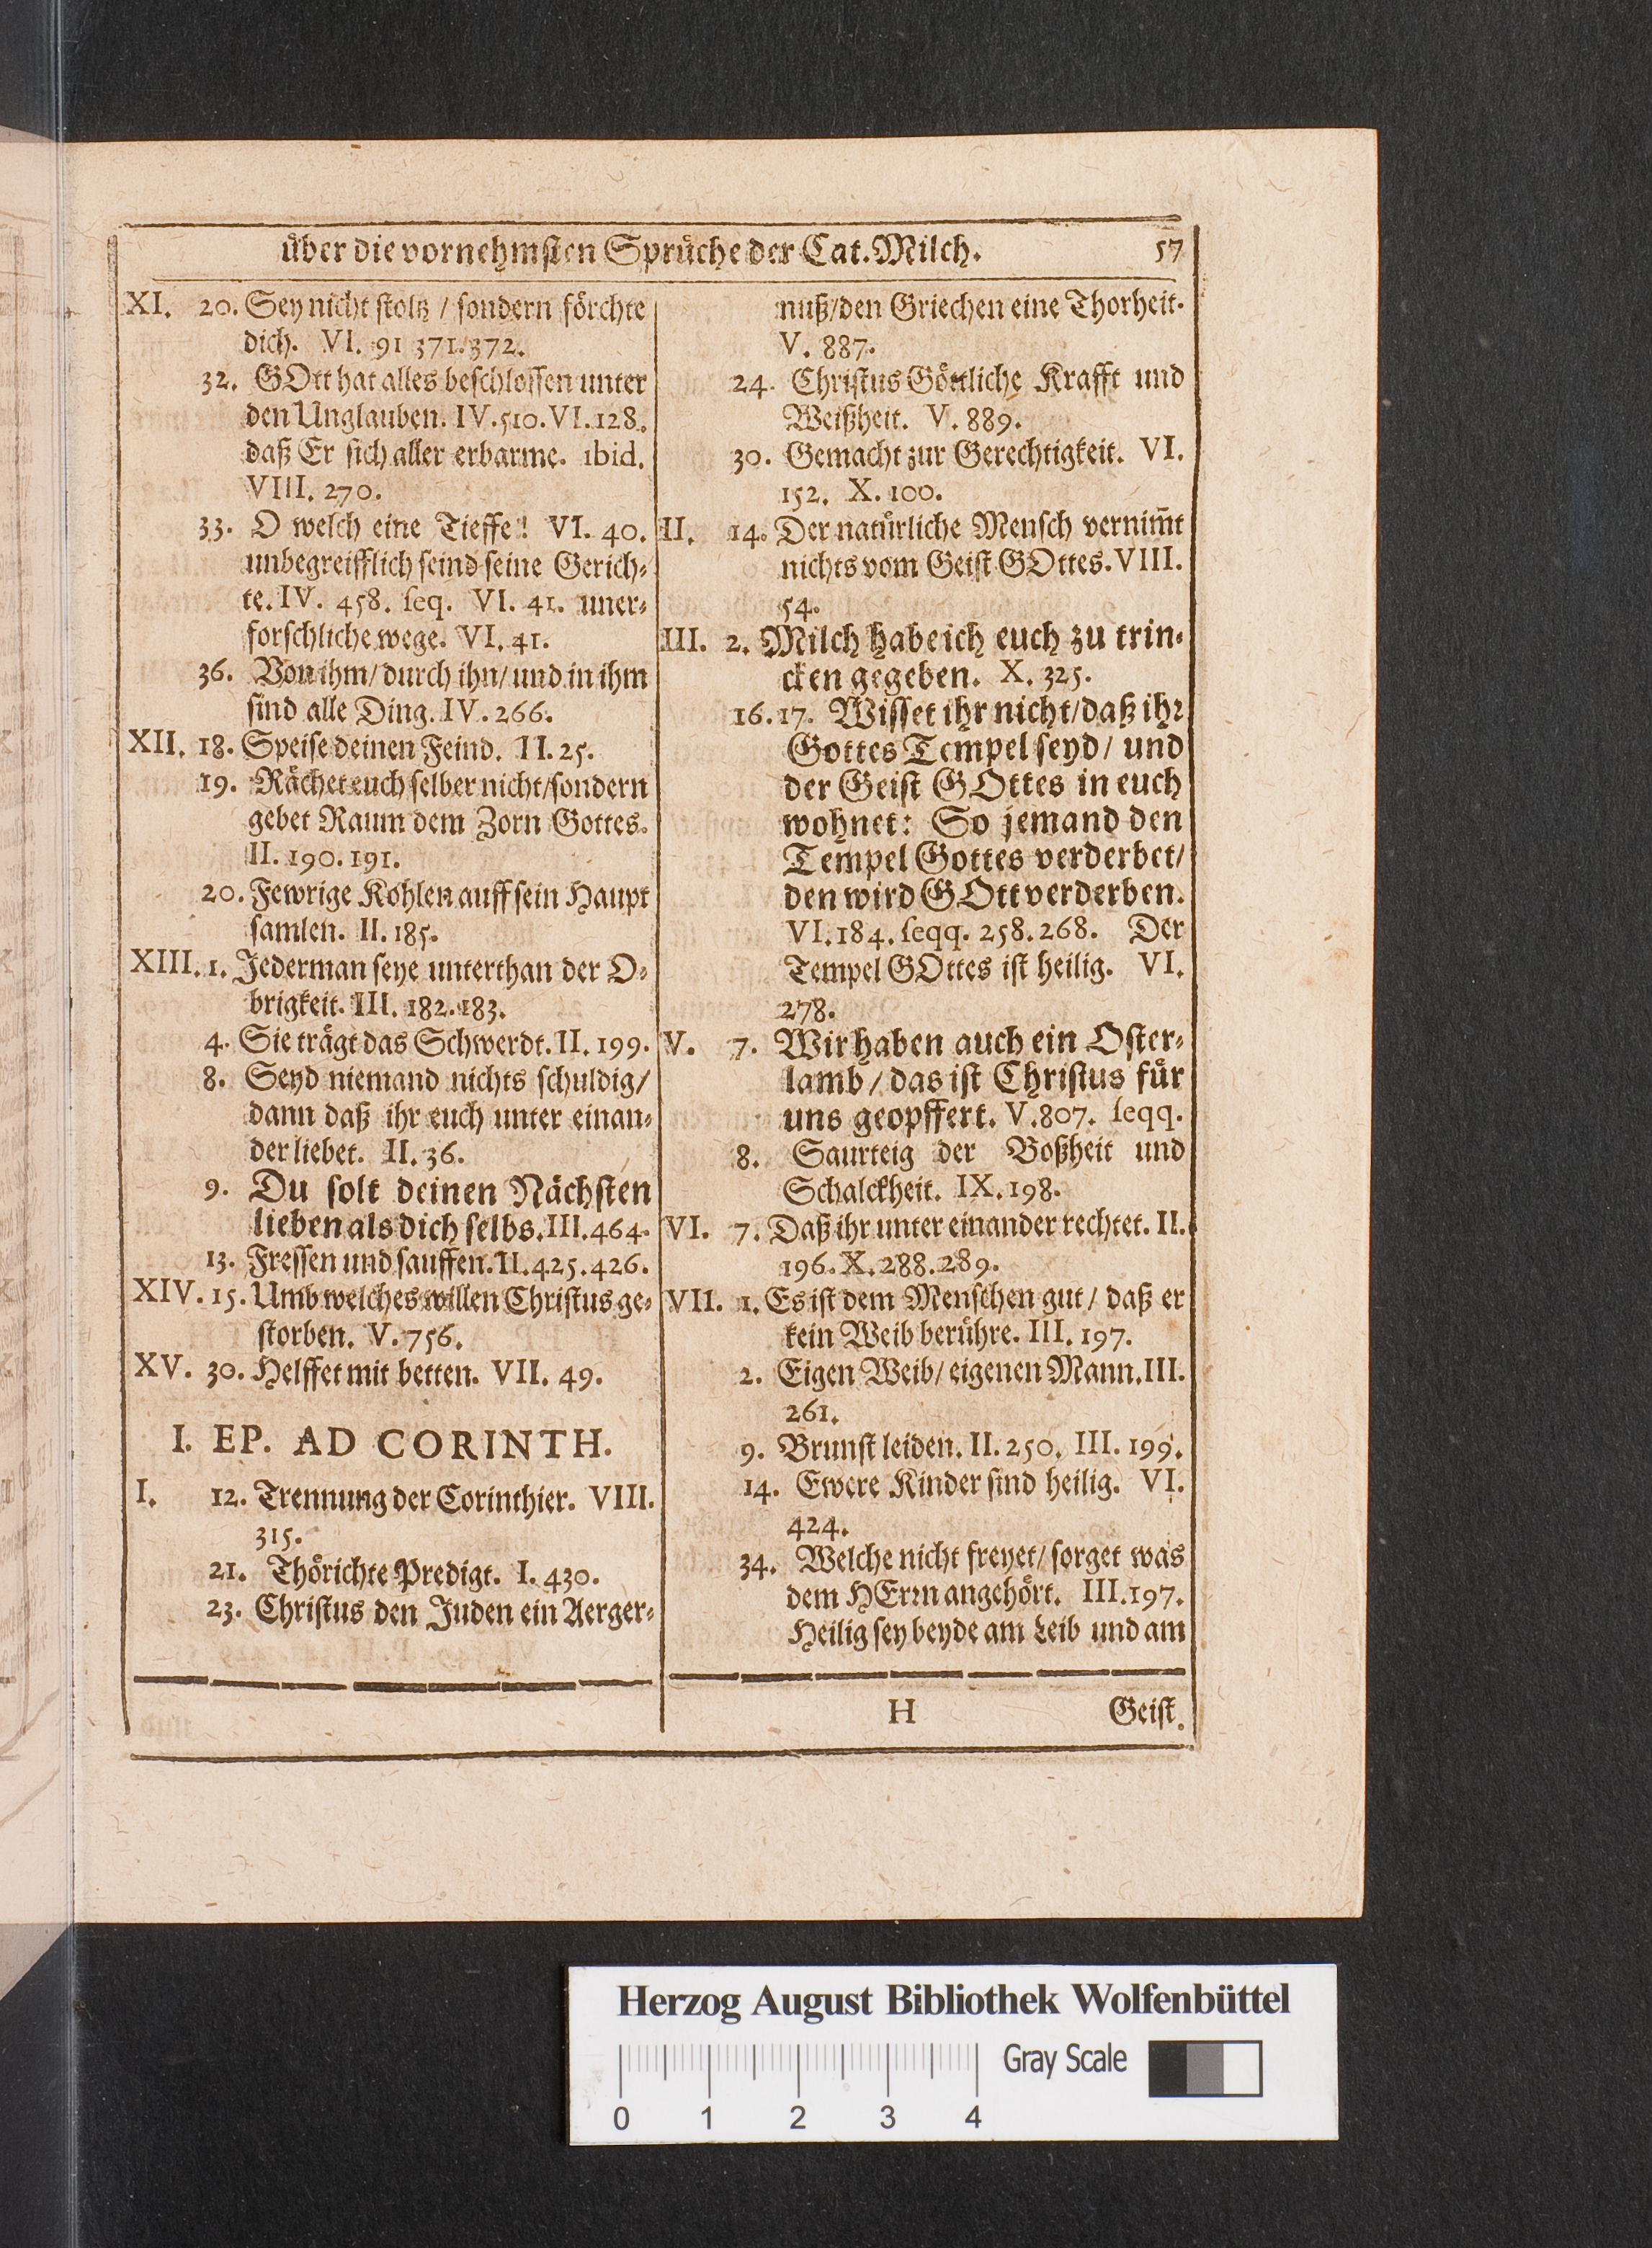 über die vornehmsten Sprüche der Cat. Milch. 57
XI. 20. Sey nicht stoltz / sondern förchte
dich. VI. 91 371. 372.
32. GOtt hat alles beschlossen unter
den Unglauben. IV. 510. VI. 128.
daß Er sich aller erbarme. ibid.
VIII. 270.
33. O welch eine Tieffe! VI. 40.
unbegreifflich seind seine Gerich-
te. IV. 458. seq. VI. 41. uner-
forschliche wege. VI. 41.
36. Von ihm / durch ihn / und in ihm
sind alle Ding. IV. 266.
XII. 18. Speise deinen Feind. II. 25.
19. Rächet euch selber nicht / sondern
gebet Raum dem Zorn Gottes.
II. 190. 191.
20. Fewrige Kohlen auff sein Haupt
samlen. II. 185.
XIII. 1. Jederman seye unterthan der O-
brigkeit. III. 182. 183.
4. Sie trägt das Schwerdt. II. 199.
8. Seyd niemand nichts schuldig /
dann daß ihr euch unter einan-
der liebet. II. 36.
9. Du solt deinen Nächsten
lieben als dich selbs. III. 464.
13. Fressen und sauffen. II. 425. 426.
XIV. 15. Umb welches willen Christus ge-
storben. V. 756.
XV. 30. Helffet mit betten. VII. 49.
I. EP. AD CORINTH.
I. 12. Trennung der Corinthier. VIII.
315.
21. Thörichte Predigt. I. 430.
23. Christus den Juden ein Aerger-
nuß / den Griechen eine Thorheit.
V. 887.
24. Christus Göttliche Krafft und
Weißheit. V. 889.
30. Gemacht zur Gerechtigkeit. VI.
152. X. 100.
II. 14. Der natürliche Mensch vernim̃t
nichts vom Geist GOttes. VIII.
54.
III. 2. Milch habe ich euch zu trin-
cken gegeben. X. 325.
16. 17. Wisset ihr nicht / daß ihr
Gottes Tempel seyd / und
der Geist GOttes in euch
wohnet: So jemand den
Tempel Gottes verderbet /
den wird GOtt verderben.
VI. 184. seqq. 258. 268. Der
Tempel GOttes ist heilig. VI.
278.
V. 7. Wir haben auch ein Oster-
lamb / das ist Christus für
uns geopffert. V. 807. seqq.
8. Saurteig der Boßheit und
Schalckheit. IX. 198.
VI. 7. Daß ihr unter einander rechtet. II.
196. X. 288. 289.
VII. 1. Es ist dem Menschen gut / daß er
kein Weib berühre. III. 197.
2. Eigen Weib / eigenen Mann. III.
261.
9. Brunst leiden. II. 250. III. 199.
14. Ewere Kinder sind heilig. VI.
424.
34. Welche nicht freyet / sorget was
dem HErrn angehört. III. 197.
Heilig sey beyde am Leib und am
H Geist.
Herzog August Bibliothek Wolfenbüttel
Gray Scale
0 1 2 3 4